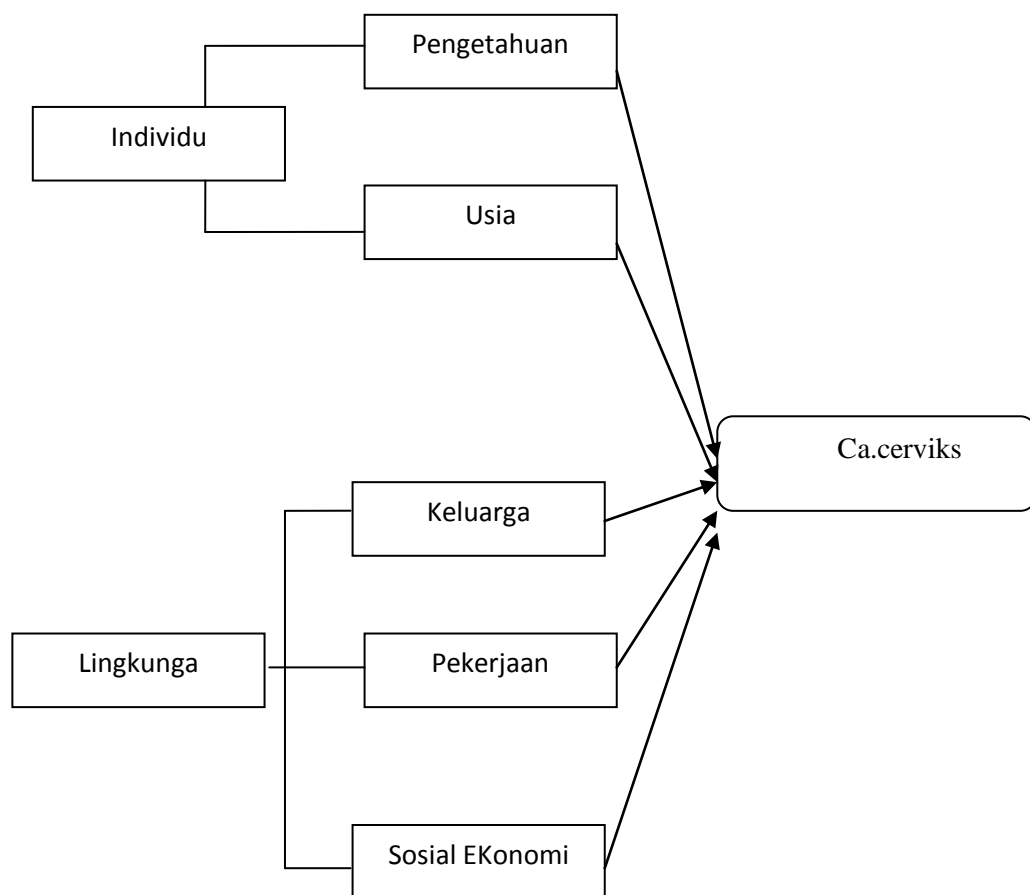 Pengetahuan
Individu
Usia
Ca.cerviks
Keluarga
Lingkunga
Pekerjaan
Sosial EKonomi